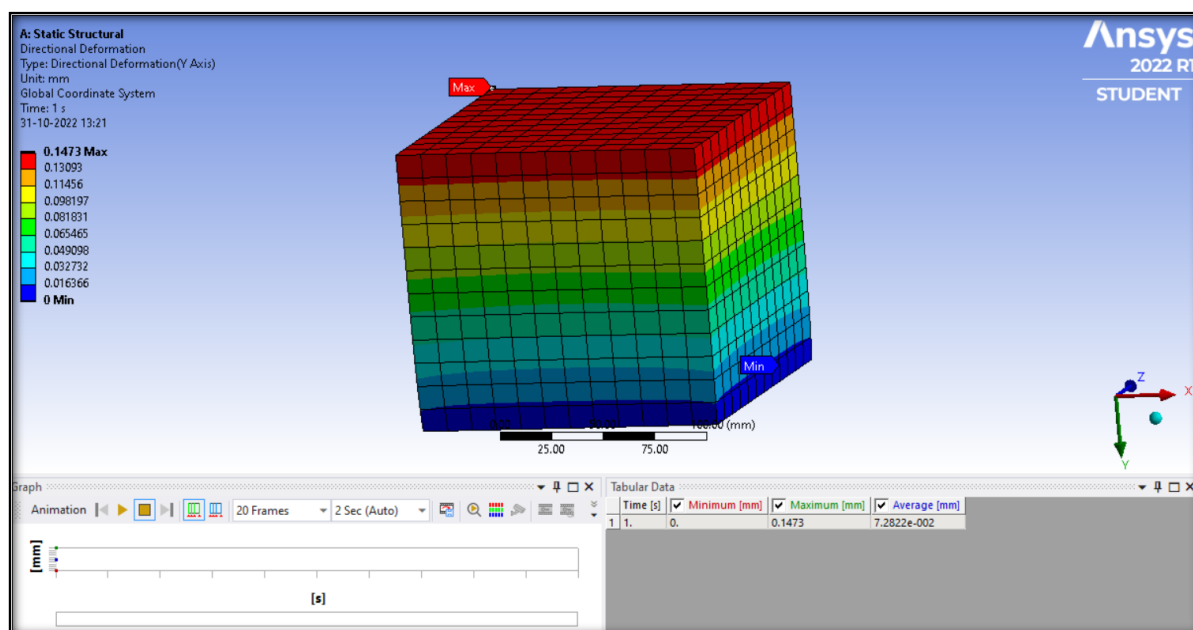 A: Static Structural
Directional Deformation
Type: Directional Deformation(Y Axis)
Unit: mm
Global Coordinate System
Time: 1 s
31-10-2022 13:21
0.1473 Max
0.13093
0.11456
0.098197
0.081831
0.065465
0.049098
0.032732
0.016366
0 Min
Ansys
2022 R1
STUDENT
Max
Min
100.00 (mm)
25.00
75.00
Z
X
Y
Graph
Animation
20 Frames
2 Sec (Auto)
[mm]
[s]
Tabular Data
Time [s] Minimum [mm] Maximum [mm] Average [mm]
1 1. 0. 0.1473 7.2822e-002